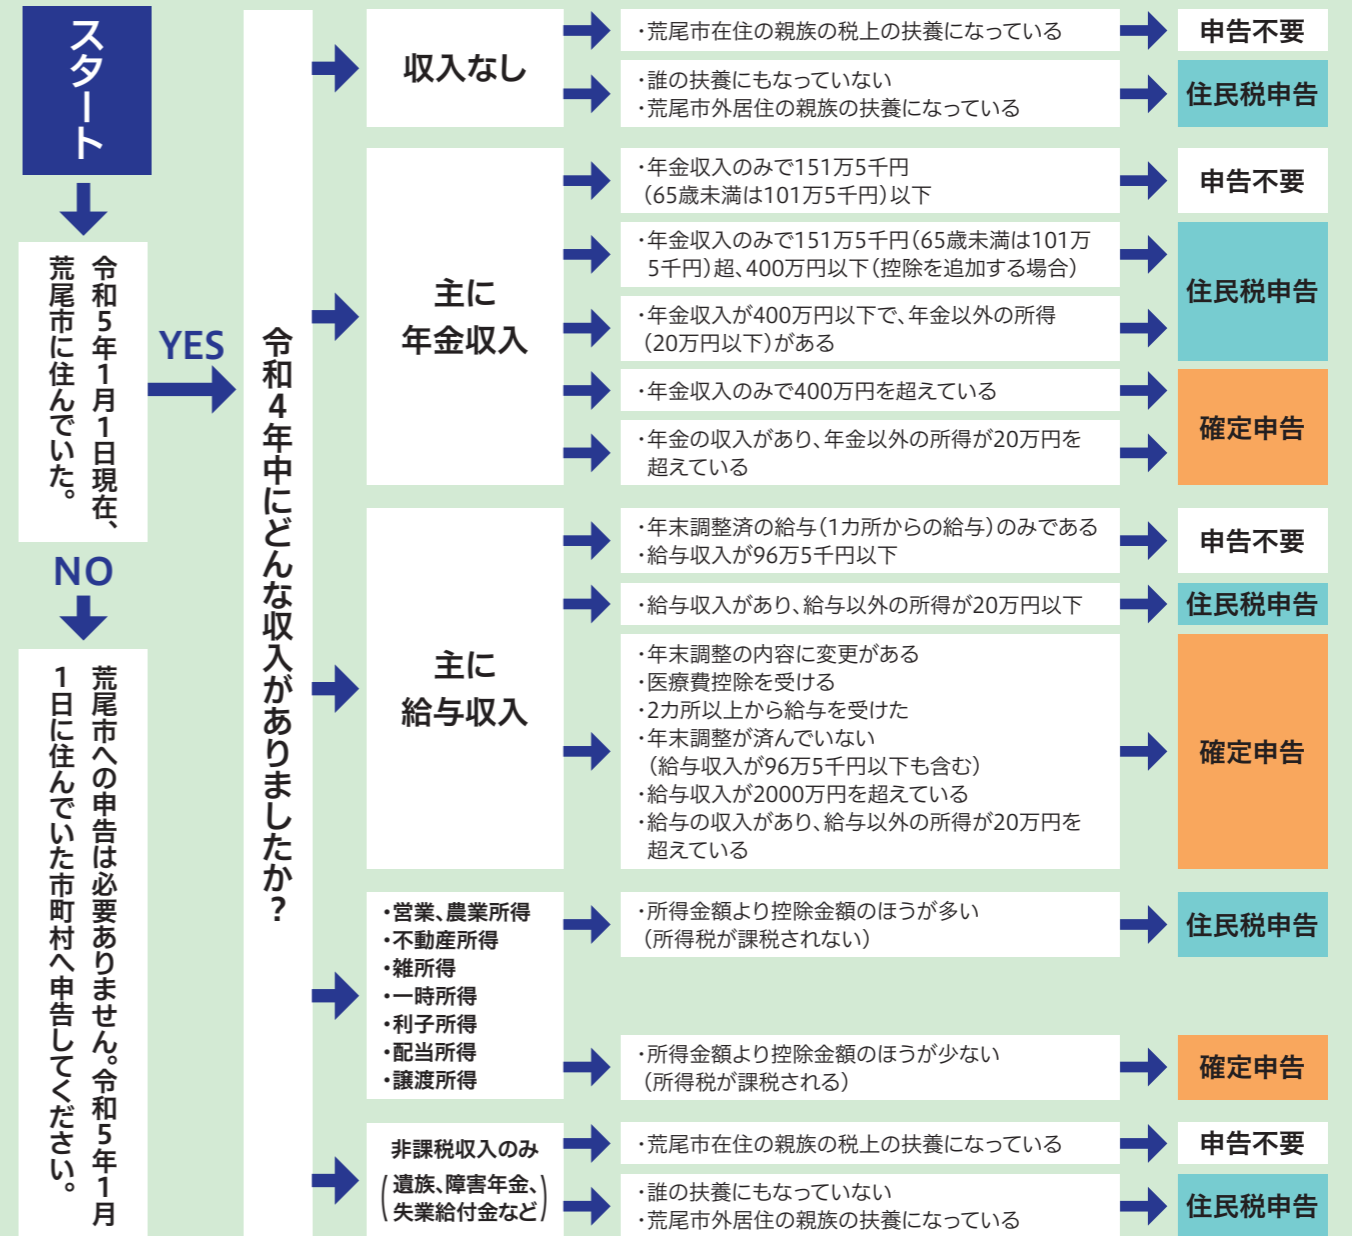 スタート
令和5年1月1日現在、
荒尾市に住んでいた。
YES
NO
荒尾市への申告は必要ありません。令和5年1月
1日に住んでいた市町村へ申告してください。
令和4年中にどんな収入がありましたか？
収入なし
・荒尾市在住の親族の税上の扶養になっている
申告不要
・誰の扶養にもなっていない
・荒尾市外居住の親族の扶養になっている
住民税申告
主に
年金収入
・年金収入のみで151万5千円
（65歳未満は101万5千円）以下
申告不要
・年金収入のみで151万5千円（65歳未満は101万
5千円）超、400万円以下（控除を追加する場合）
・年金収入が400万円以下で、年金以外の所得
（20万円以下）がある
住民税申告
・年金収入のみで400万円を超えている
・年金の収入があり、年金以外の所得が20万円を
超えている
確定申告
主に
給与収入
・年末調整済の給与（1カ所からの給与）のみである
・給与収入が96万5千円以下
申告不要
・給与収入があり、給与以外の所得が20万円以下
住民税申告
・年末調整の内容に変更がある
・医療費控除を受ける
・2カ所以上から給与を受けた
・年末調整が済んでいない
（給与収入が96万5千円以下も含む）
・給与収入が2000万円を超えている
・給与の収入があり、給与以外の所得が20万円を
超えている
確定申告
・営業、農業所得
・不動産所得
・雑所得
・一時所得
・利子所得
・配当所得
・譲渡所得
・所得金額より控除金額のほうが多い
（所得税が課税されない）
住民税申告
・所得金額より控除金額のほうが少ない
（所得税が課税される）
確定申告
非課税収入のみ
（遺族、障害年金、
失業給付金など）
・荒尾市在住の親族の税上の扶養になっている
申告不要
・誰の扶養にもなっていない
・荒尾市外居住の親族の扶養になっている
住民税申告